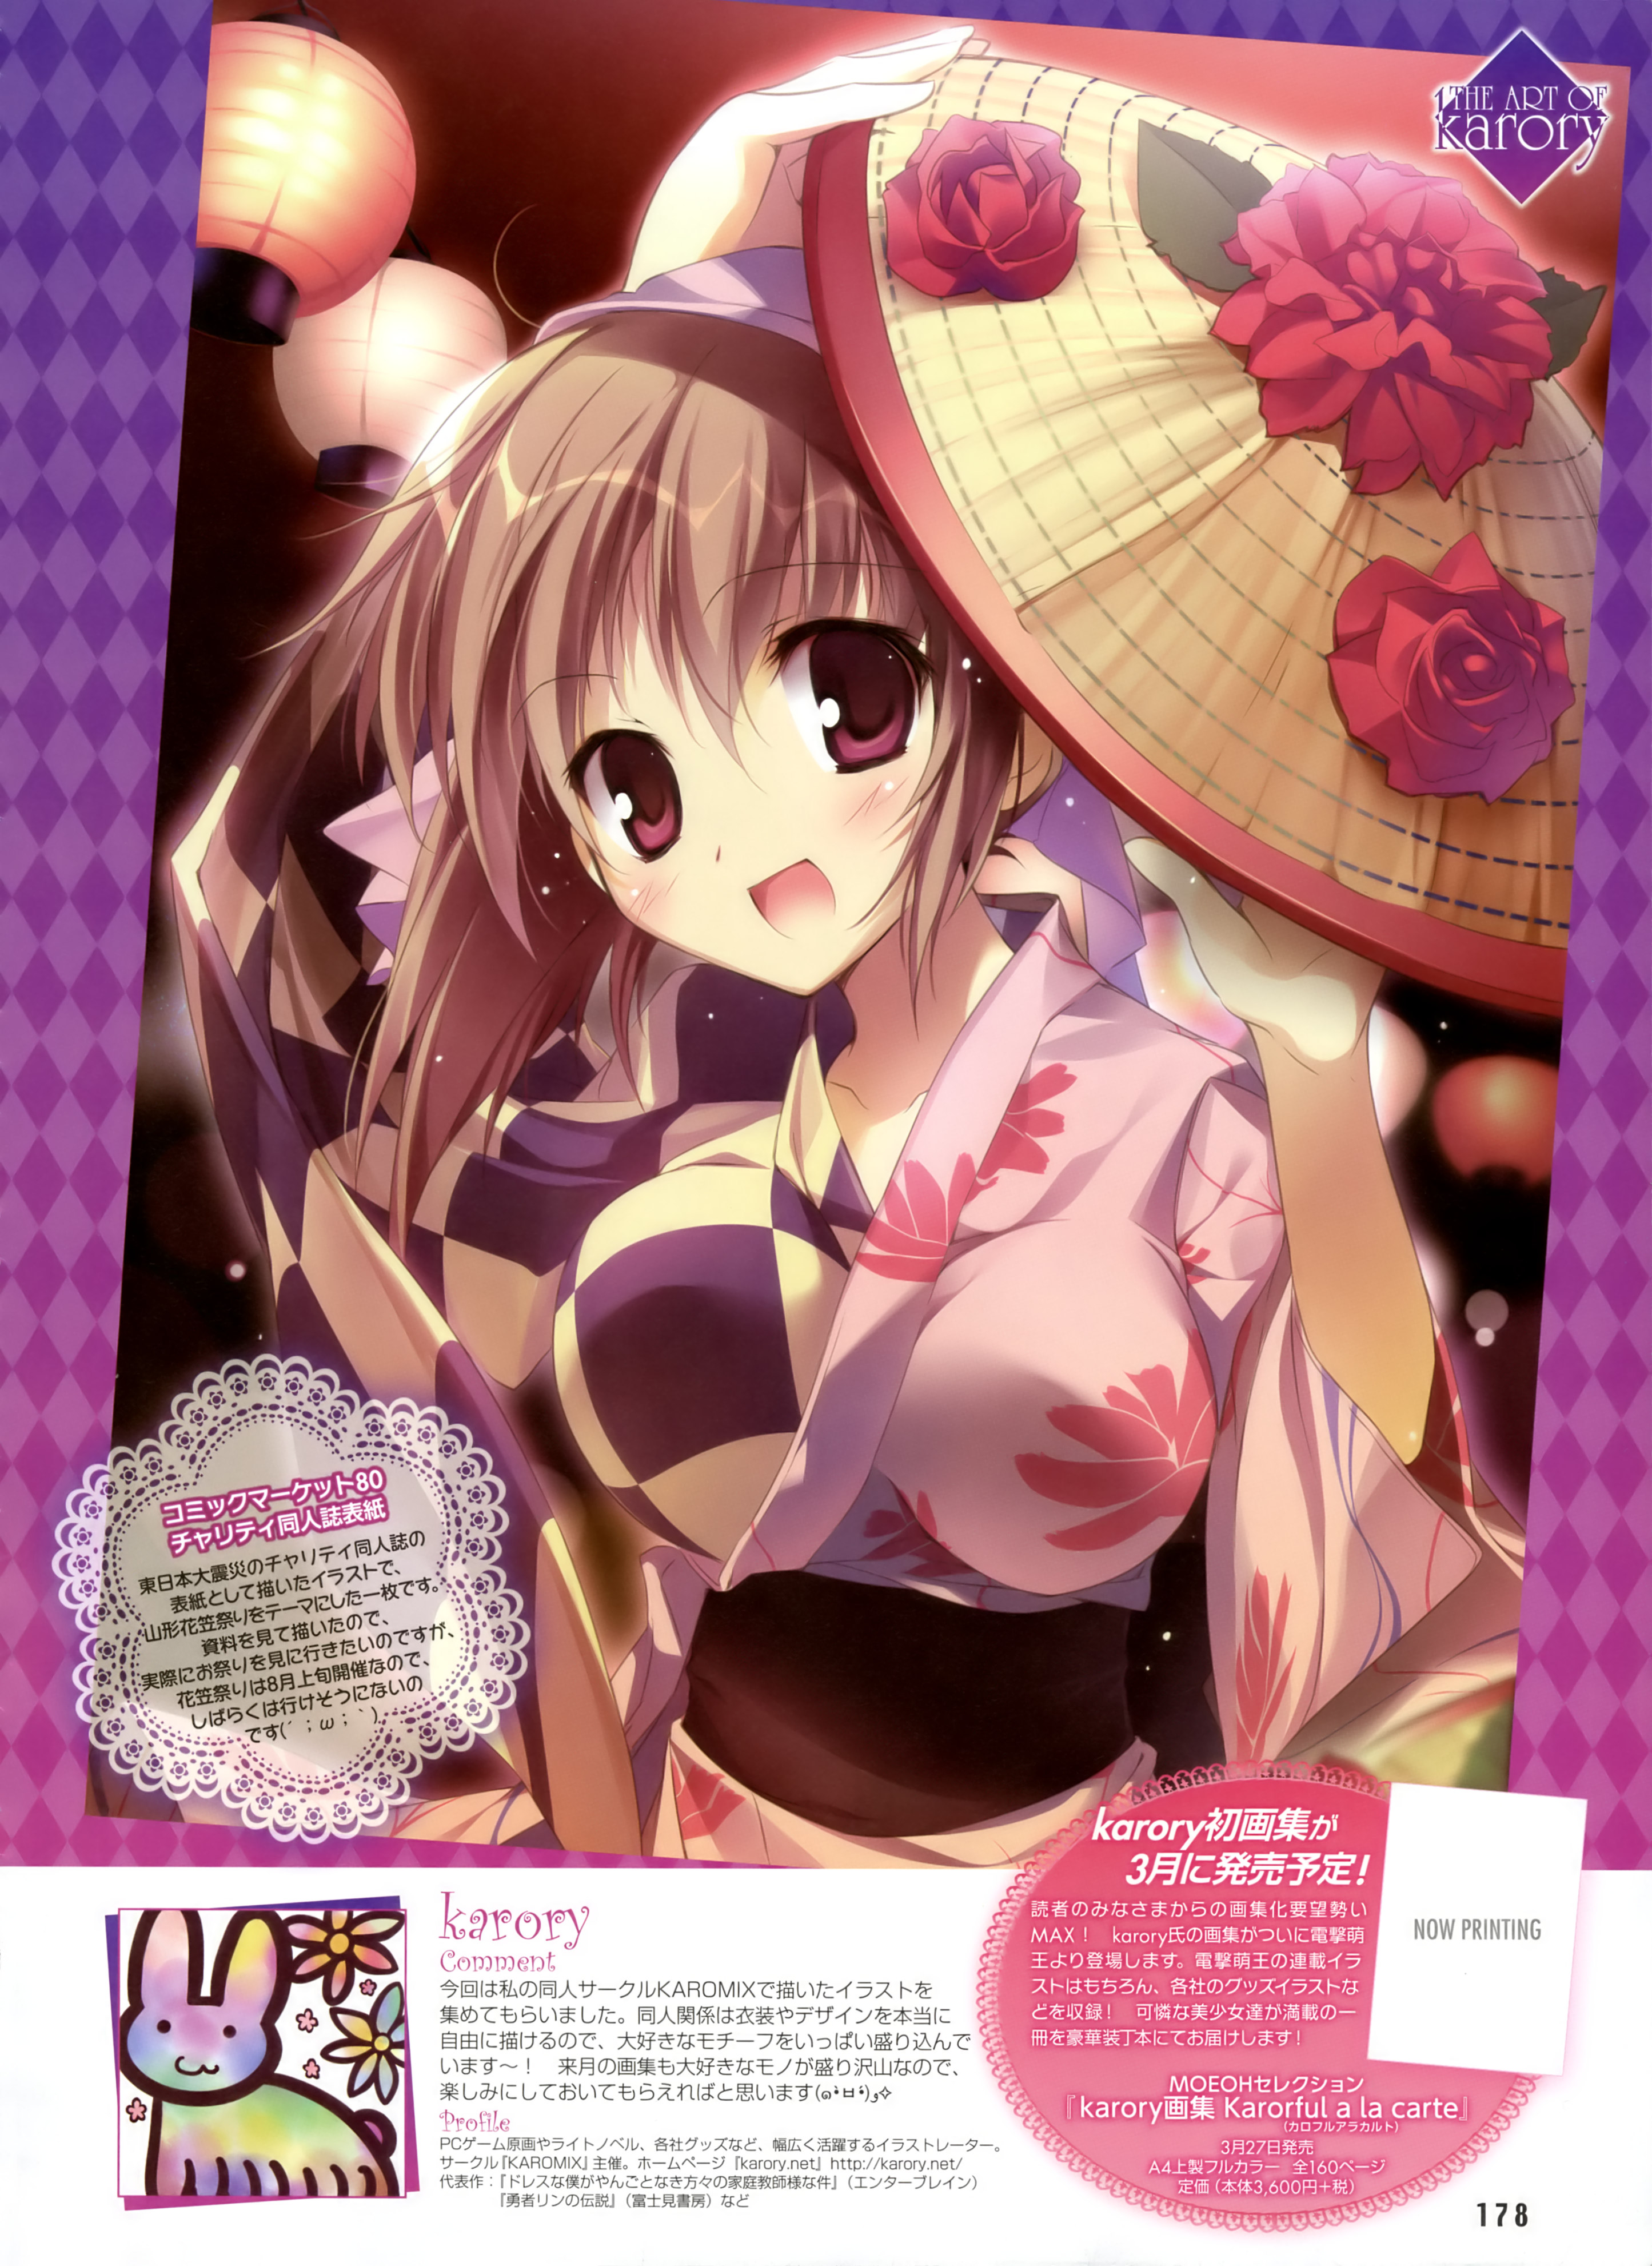 THE ART OF
karory
コミックマーケット80
チャリティ同人誌表紙
東日本大震災のチャリティ同人誌の
表紙として描いたイラストで、
山形花笠祭りをテーマにした一枚です。
資料を見て描いたので、
実際にお祭りを見に行きたいのですが、
花笠祭りは8月上旬開催なので、
しばらくは行けそうにないの
です(´；ω；｀)
karory初画集が
3月に発売予定!
読者のみなさまからの画集化要望勢い
MAX！　karory氏の画集がついに電撃萌
王より登場します。電撃萌王の連載イラ
ストはもちろん、各社のグッズイラストな
どを収録！　可憐な美少女達が満載の一
冊を豪華装丁本にてお届けします！
NOW PRINTING
MOEOHセレクション
『karory画集 Karorful a la carte』
(カロフルアラカルト)
3月27日発売
A4上製フルカラー　全160ページ
定価（本体3,600円+税）
karory
Comment
今回は私の同人サークルKAROMIXで描いたイラストを
集めてもらいました。同人関係は衣装やデザインを本当に
自由に描けるので、大好きなモチーフをいっぱい盛り込んで
います〜！　来月の画集も大好きなモノが盛り沢山なので、
楽しみにしておいてもらえればと思います(๑•̀ㅂ•́)و✧
Profile
PCゲーム原画やライトノベル、各社グッズなど、幅広く活躍するイラストレーター。
サークル『KAROMIX』主催。ホームページ『karory.net』http://karory.net/
代表作：『ドレスな僕がやんごとなき方々の家庭教師様な件』（エンターブレイン）
『勇者リンの伝説』（富士見書房）など
178